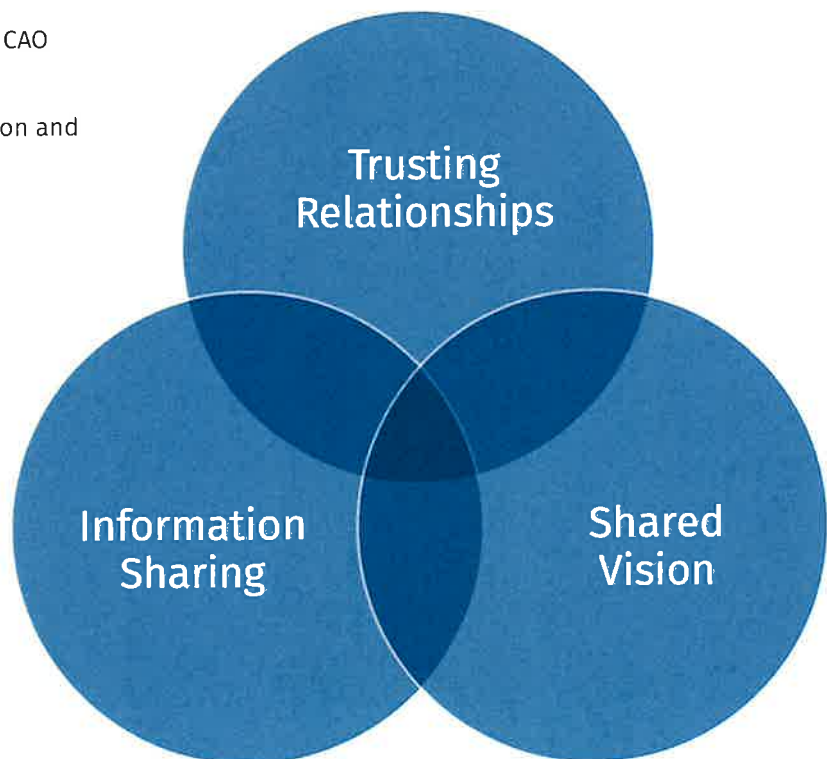 CAO
on and
Trusting
Relationships
Information
Sharing
Shared
Vision